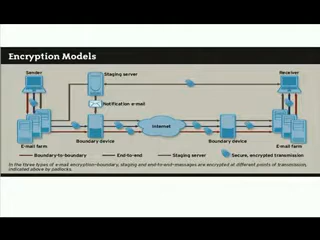 Encryption Models
Sender
Staging server
Receiver
Notification e-mail
Internet
E-mail farm
Boundary device
Boundary device
E-mail farm
Boundary-to-boundary
End-to-end
Staging server
Secure, encrypted transmission
In the three types of e-mail encryption–boundary, staging and end-to-end–messages are encrypted at different points of transmission,
indicated above by padlocks.